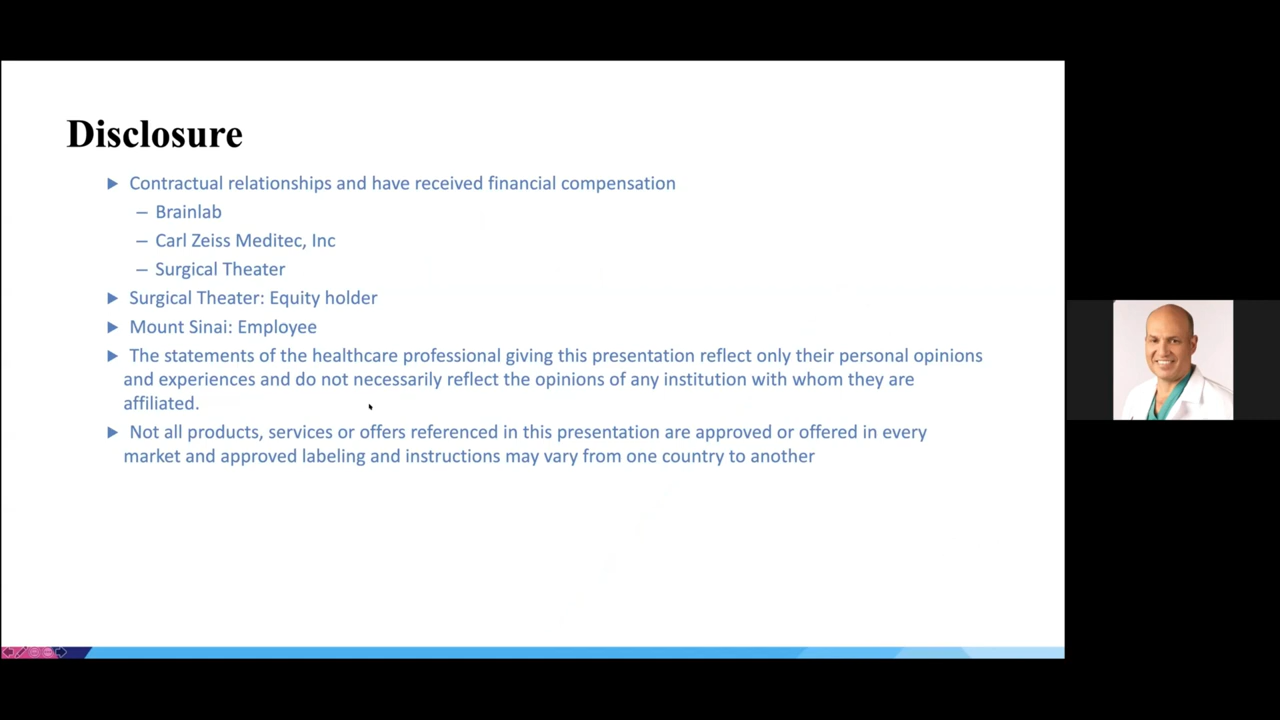 Disclosure
Contractual relationships and have received financial compensation
– Brainlab
– Carl Zeiss Meditec, Inc
– Surgical Theater
Surgical Theater: Equity holder
Mount Sinai: Employee
The statements of the healthcare professional giving this presentation reflect only their personal opinions
and experiences and do not necessarily reflect the opinions of any institution with whom they are
affiliated.
Not all products, services or offers referenced in this presentation are approved or offered in every
market and approved labeling and instructions may vary from one country to another